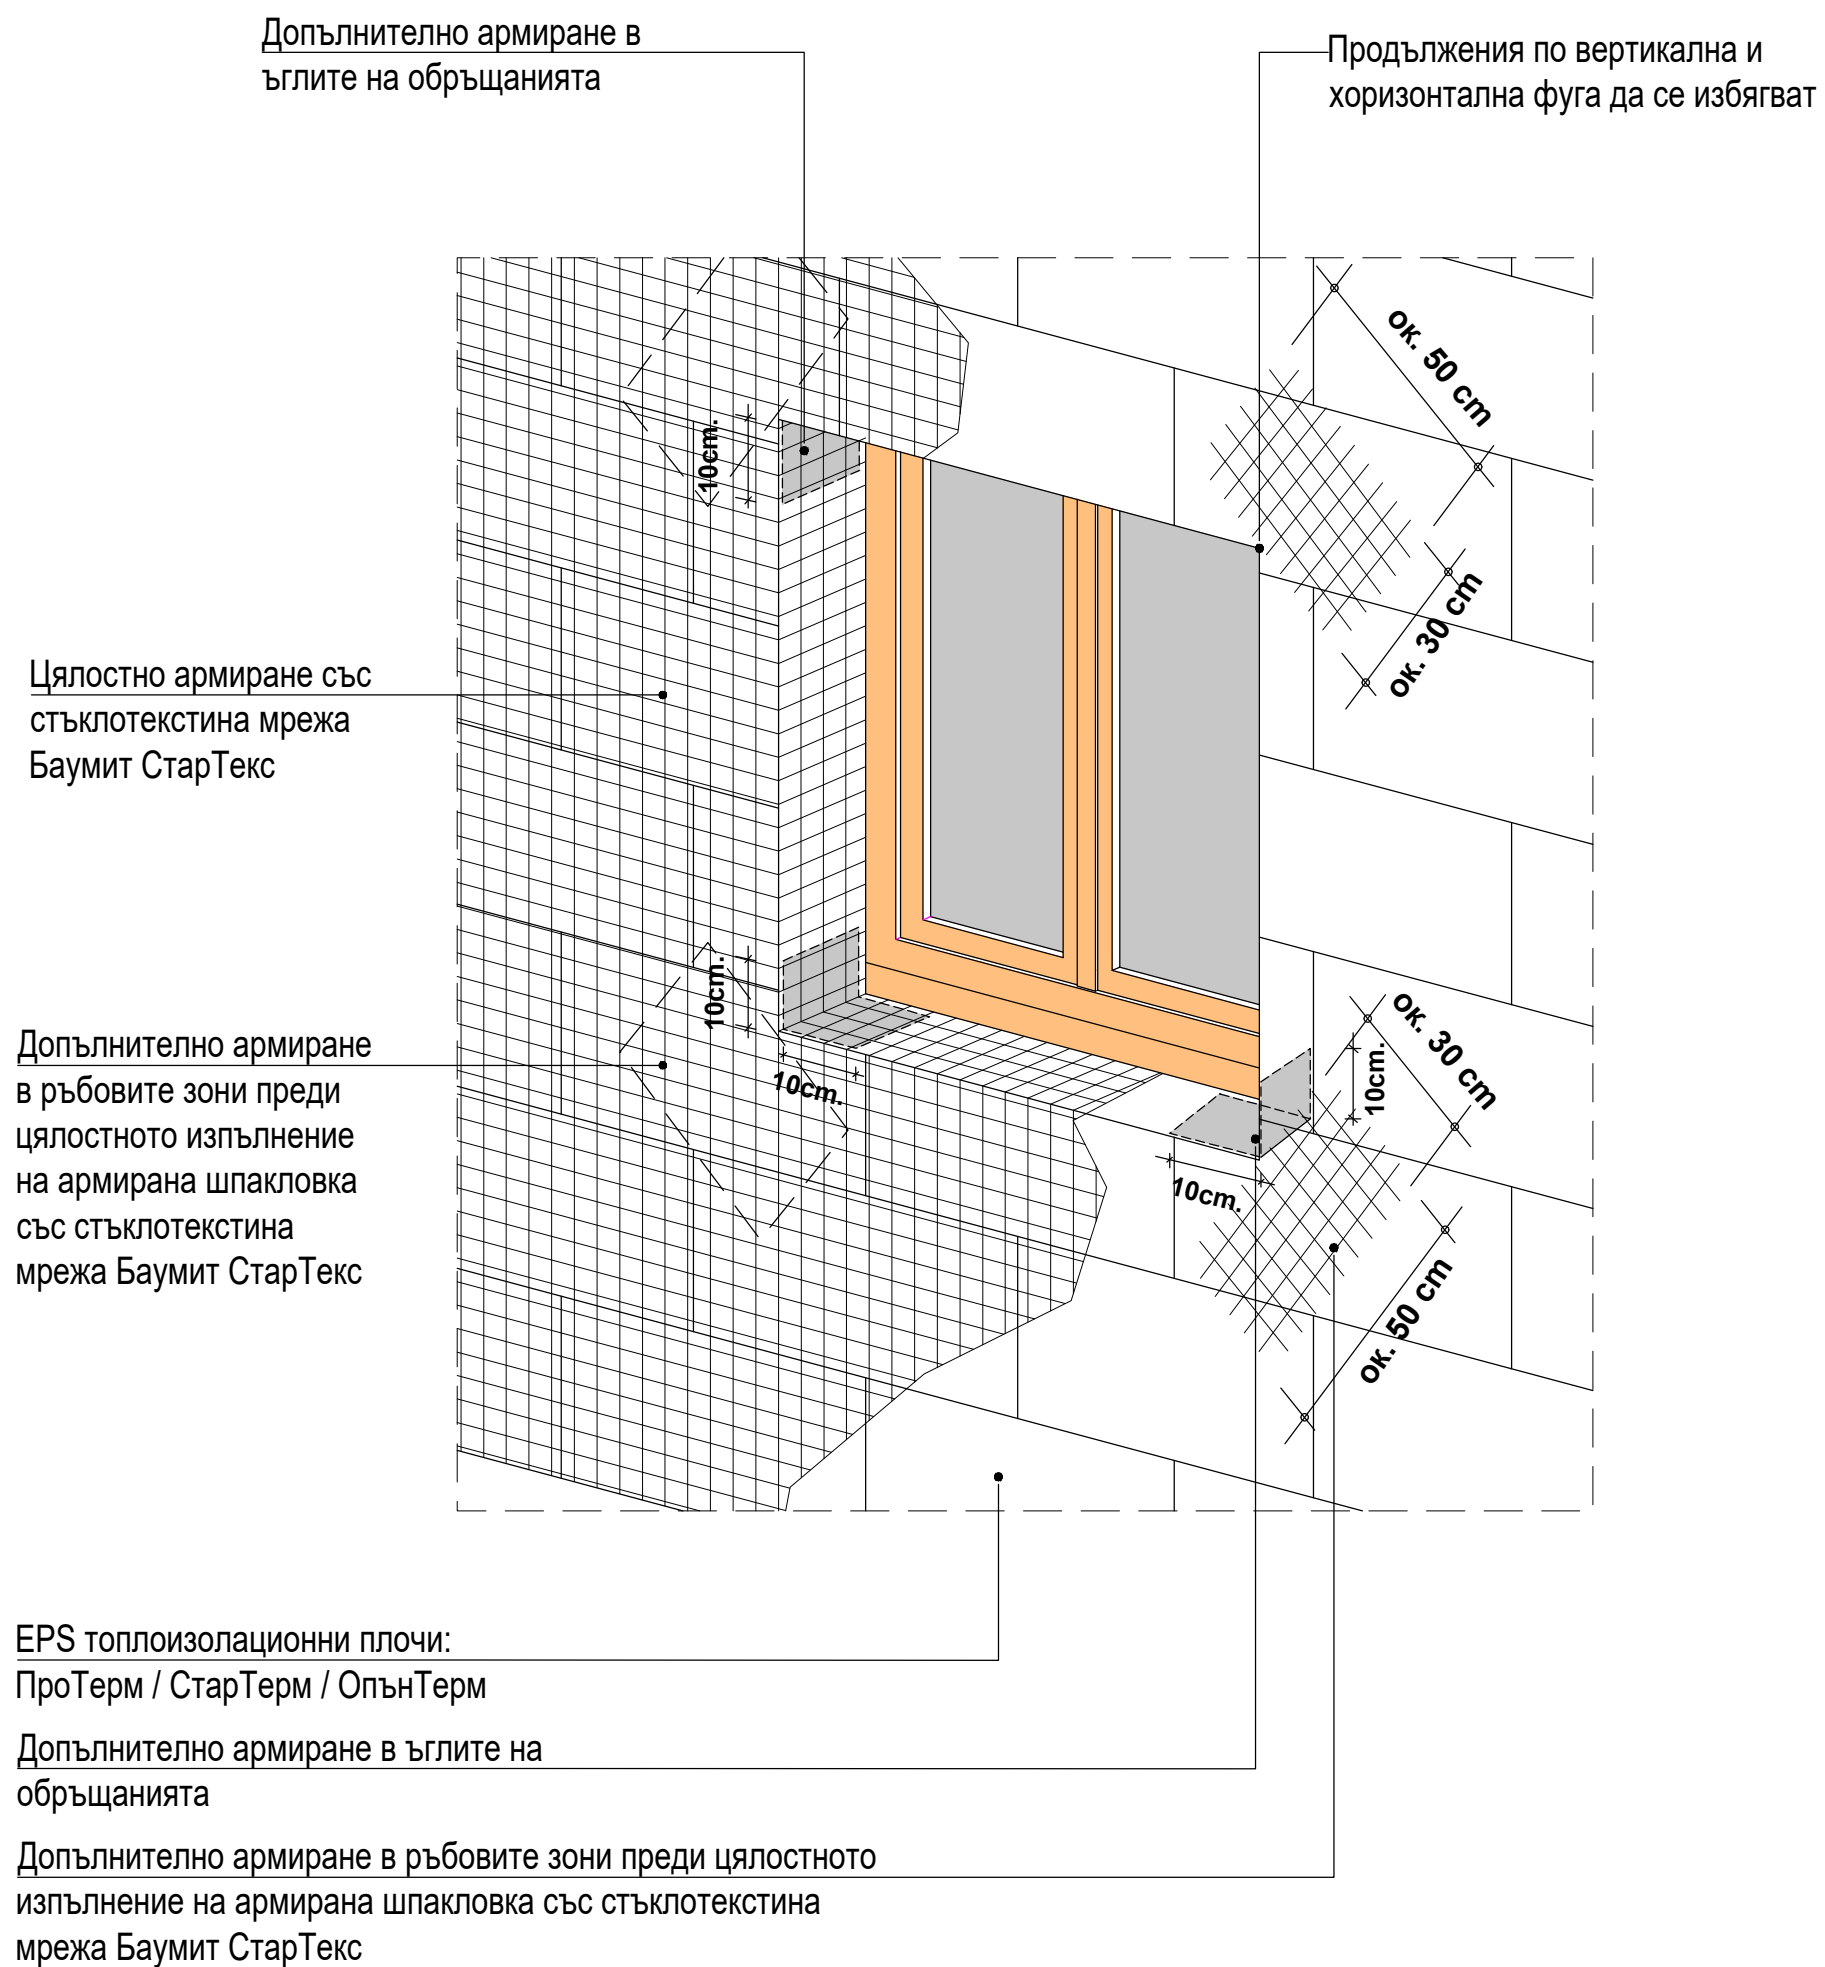 Допълнително армиране в
ъглите на обръщанията
Продължения по вертикална и
хоризонтална фуга да се избягват
ок. 50 cm
10cm.
ок. 30 cm
Цялостно армиране със
стъклотекстина мрежа
Баумит СтарТекс
10cm.
10cm.
ок. 30 cm
10cm.
10cm.
ок. 50 cm
Допълнително армиране
в ръбовите зони преди
цялостното изпълнение
на армирана шпакловка
със стъклотекстина
мрежа Баумит СтарТекс
EPS топлоизолационни плочи:
ПроТерм / СтарТерм / ОпънТерм
Допълнително армиране в ъглите на
обръщанията
Допълнително армиране в ръбовите зони преди цялостното
изпълнение на армирана шпакловка със стъклотекстина
мрежа Баумит СтарТекс